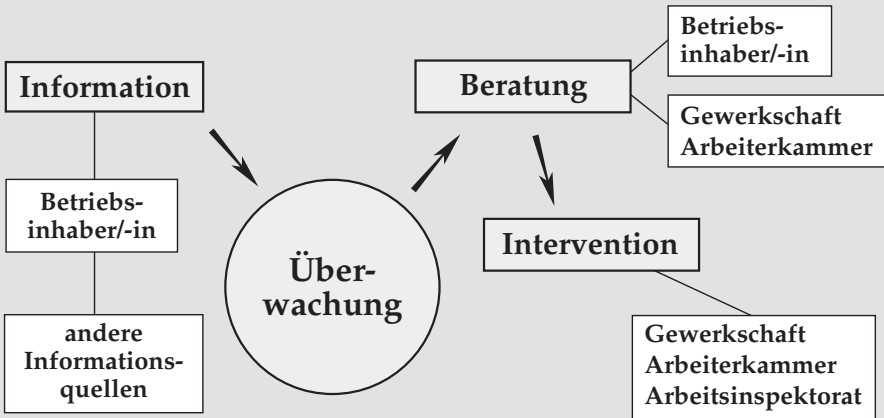 Information
Betriebs-
inhaber/-in
andere
Informations-
quellen
Über-
wachung
Beratung
Betriebs-
inhaber/-in
Gewerkschaft
Arbeiterkammer
Intervention
Gewerkschaft
Arbeiterkammer
Arbeitsinspektorat